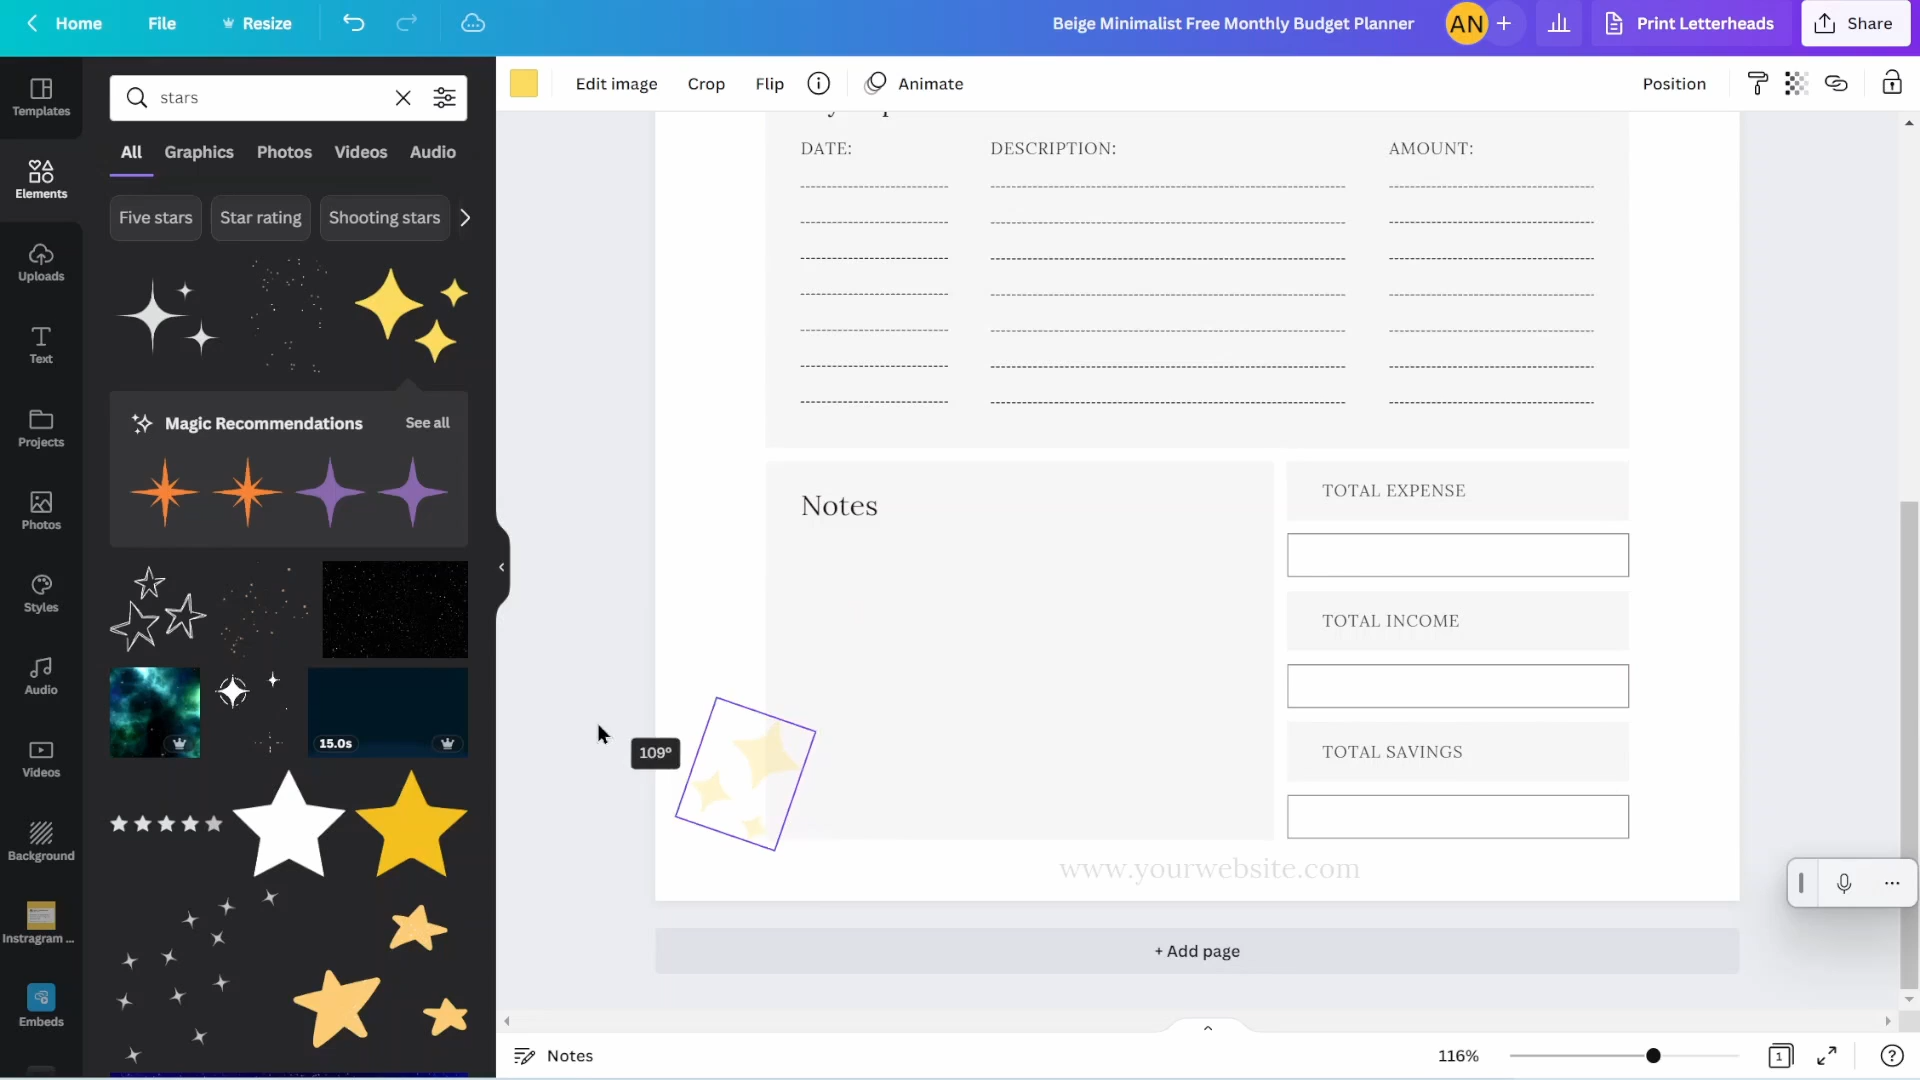 Home
File
Resize
Beige Minimalist Free Monthly Budget Planner
AN
Print Letterheads
Share
Templates
Elements
Uploads
Text
Projects
Photos
Styles
Audio
Videos
Background
Instragram ...
Embeds
stars
All
Graphics
Photos
Videos
Audio
Five stars
Star rating
Shooting stars
Magic Recommendations
See all
15.0s
Edit image
Crop
Flip
Animate
Position
DATE:
DESCRIPTION:
AMOUNT:
Notes
TOTAL EXPENSE
TOTAL INCOME
TOTAL SAVINGS
109°
www.yourwebsite.com
+ Add page
Notes
116%
1